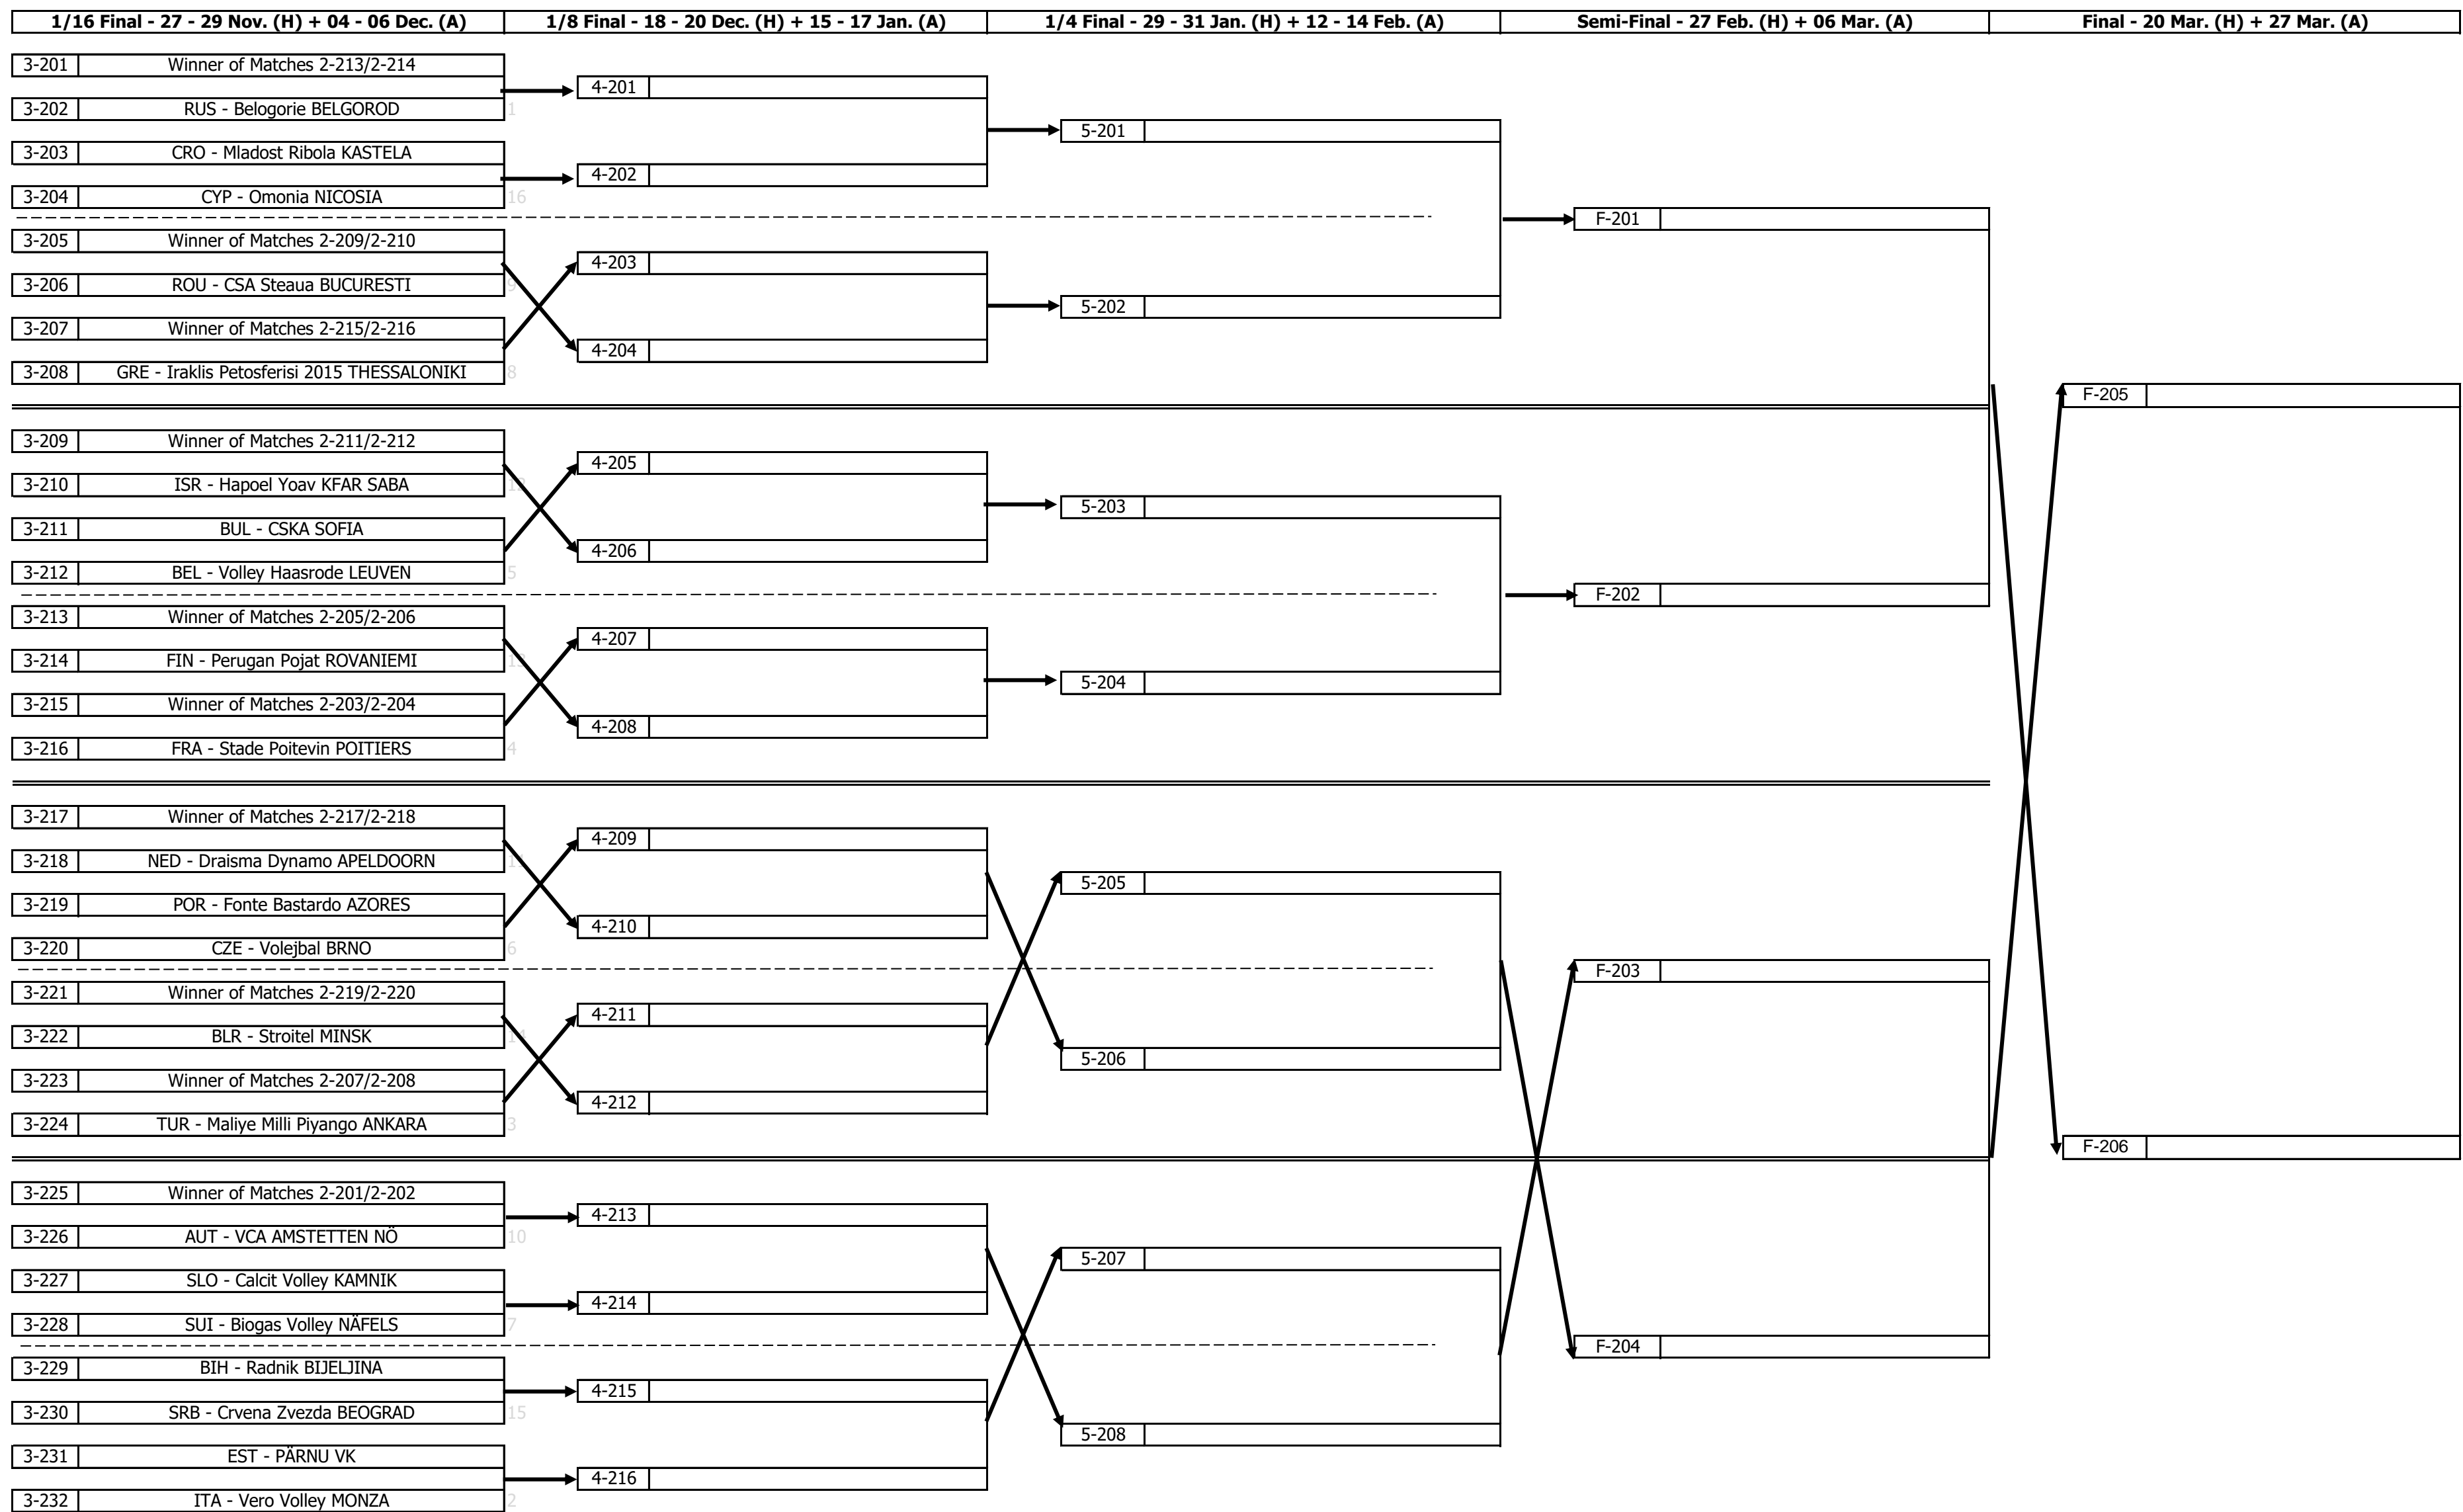 1/16 Final - 27 - 29 Nov. (H) + 04 - 06 Dec. (A)
1/8 Final - 18 - 20 Dec. (H) + 15 - 17 Jan. (A)
1/4 Final - 29 - 31 Jan. (H) + 12 - 14 Feb. (A)
Semi-Final - 27 Feb. (H) + 06 Mar. (A)
Final - 20 Mar. (H) + 27 Mar. (A)
3-201 Winner of Matches 2-213/2-214
3-202 RUS - Belogorie BELGOROD 1
3-203 CRO - Mladost Ribola KASTELA
3-204 CYP - Omonia NICOSIA 16
3-205 Winner of Matches 2-209/2-210
3-206 ROU - CSA Steaua BUCURESTI 9
3-207 Winner of Matches 2-215/2-216
3-208 GRE - Iraklis Petosferisi 2015 THESSALONIKI 8
3-209 Winner of Matches 2-211/2-212
3-210 ISR - Hapoel Yoav KFAR SABA
3-211 BUL - CSKA SOFIA
3-212 BEL - Volley Haasrode LEUVEN 5
3-213 Winner of Matches 2-205/2-206
3-214 FIN - Perugan Pojat ROVANIEMI
3-215 Winner of Matches 2-203/2-204
3-216 FRA - Stade Poitevin POITIERS 4
3-217 Winner of Matches 2-217/2-218
3-218 NED - Draisma Dynamo APELDOORN
3-219 POR - Fonte Bastardo AZORES
3-220 CZE - Volejbal BRNO 6
3-221 Winner of Matches 2-219/2-220
3-222 BLR - Stroitel MINSK
3-223 Winner of Matches 2-207/2-208
3-224 TUR - Maliye Milli Piyango ANKARA 3
3-225 Winner of Matches 2-201/2-202
3-226 AUT - VCA AMSTETTEN NÖ 10
3-227 SLO - Calcit Volley KAMNIK
3-228 SUI - Biogas Volley NÄFELS 7
3-229 BIH - Radnik BIJELJINA
3-230 SRB - Crvena Zvezda BEOGRAD 15
3-231 EST - PÄRNU VK
3-232 ITA - Vero Volley MONZA 2
4-201
4-202
4-203
4-204
4-205
4-206
4-207
4-208
4-209
4-210
4-211
4-212
4-213
4-214
4-215
4-216
5-201
5-202
5-203
5-204
5-205
5-206
5-207
5-208
F-201
F-202
F-203
F-204
F-205
F-206